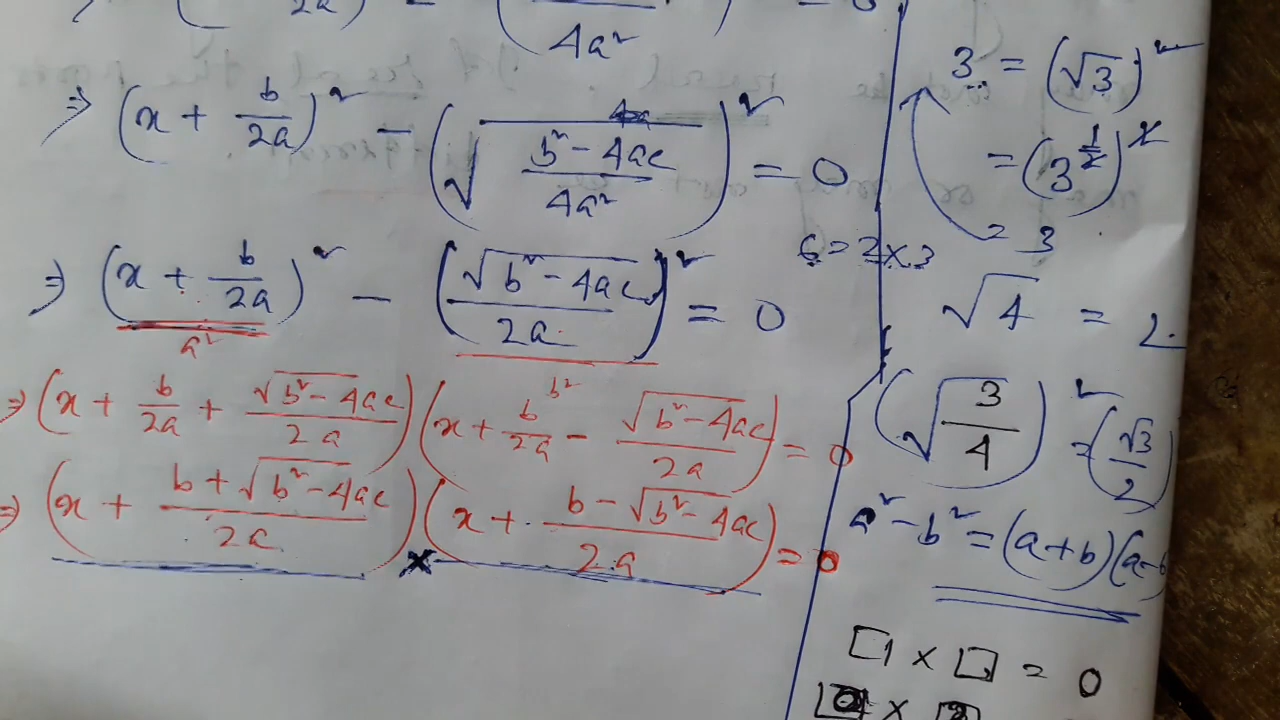 4a²
⇒ (x + b/2a)² - (√((b² - 4ac)/4a²))² = 0
⇒ (x + b/2a)² - (√(b² - 4ac)/2a)² = 0
a²
b²
⇒ (x + b/2a + √(b² - 4ac)/2a)(x + b/2a - √(b² - 4ac)/2a) = 0
⇒ (x + (b + √(b² - 4ac))/2a) × (x + (b - √(b² - 4ac))/2a) = 0
3 = (√3)²
= (3^(1/2))²
= 3
6 = 2 × 3
√4 = 2
(√(3/4))² = (√3/2)
a² - b² = (a + b)(a - b
□ × □ = 0